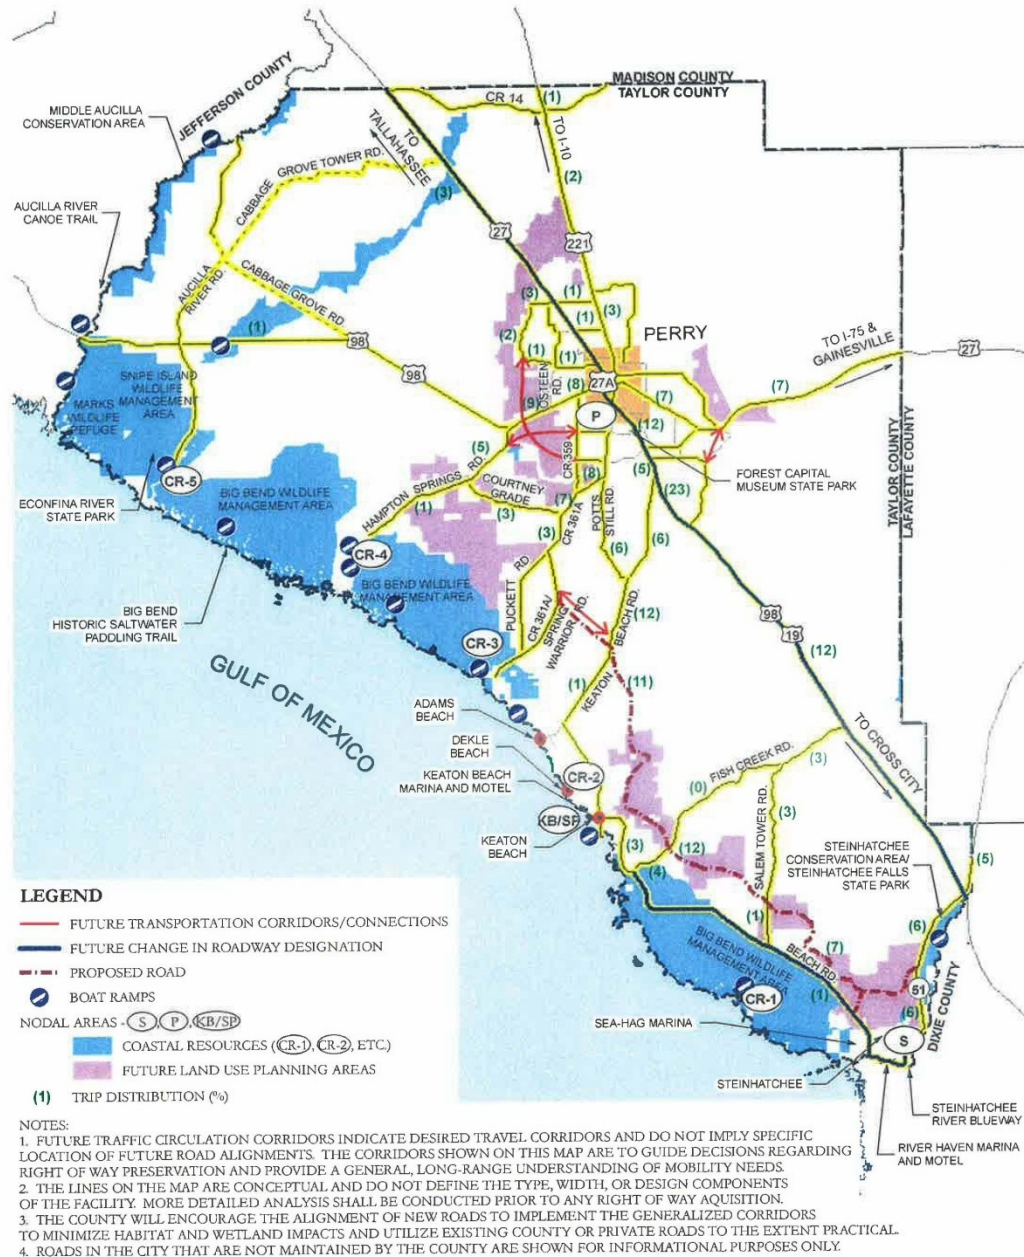 MADISON COUNTY
TAYLOR COUNTY
JEFFERSON COUNTY
CR 14
(1)
MIDDLE AUCILLA
CONSERVATION AREA
TO
TALLAHASSEE
TO I-10
CABBAGE GROVE TOWER RD.
(2)
(3)
AUCILLA RIVER
CANOE TRAIL
27
221
AUCILLA
RIVER RD.
CABBAGE GROVE RD
(3)
(1)
(3)
(1)
PERRY
(1)
98
(2)
(1)
(1)
TO I-75 &
GAINESVILLE
27
98
OSTEEN
RD.
(8)
27A
(7)
(7)
SNIPE ISLAND
WILDLIFE
MANAGEMENT
AREA
MARKS
WILDLIFE
REFUGE
(9)
P
(12)
(5)
CR 359
(5)
FOREST CAPITAL
MUSEUM STATE PARK
TAYLOR COUNTY
LAFAYETTE COUNTY
HAMPTON SPRINGS RD.
(8)
CR-5
COURTNEY
GRADE
(23)
ECONFINA RIVER
STATE PARK
BIG BEND WILDLIFE
MANAGEMENT AREA
(1)
(3)
(7)
CR 361A
POTTS
STILL RD.
(3)
(6)
(6)
CR-4
BIG BEND WILDLIFE
MANAGEMENT AREA
PUCKETT
RD
CR 361A/
SPRING
WARRIOR RD.
BEACH RD.
(12)
98
19
(12)
BIG BEND
HISTORIC SALTWATER
PADDLING TRAIL
CR-3
GULF OF MEXICO
(1)
KEATON
(11)
ADAMS
BEACH
TO CROSS CITY
DEKLE
BEACH
FISH CREEK RD.
(3)
KEATON BEACH
MARINA AND MOTEL
CR-2
(0)
SALEM TOWER RD.
(3)
KB/SP
KEATON
BEACH
(3)
(12)
(4)
STEINHATCHEE
CONSERVATION AREA/
STEINHATCHEE FALLS
STATE PARK
(5)
(1)
BIG BEND WILDLIFE
MANAGEMENT
AREA
BEACH RD.
(7)
(6)
CR-1
(1)
51
(6)
DIXIE COUNTY
SEA-HAG MARINA
S
STEINHATCHEE
STEINHATCHEE
RIVER BLUEWAY
RIVER HAVEN MARINA
AND MOTEL
LEGEND
FUTURE TRANSPORTATION CORRIDORS/CONNECTIONS
FUTURE CHANGE IN ROADWAY DESIGNATION
PROPOSED ROAD
BOAT RAMPS
NODAL AREAS - S, P, KB/SP
COASTAL RESOURCES (CR-1, CR-2, ETC.)
FUTURE LAND USE PLANNING AREAS
(1) TRIP DISTRIBUTION (%)
NOTES:
1. FUTURE TRAFFIC CIRCULATION CORRIDORS INDICATE DESIRED TRAVEL CORRIDORS AND DO NOT IMPLY SPECIFIC
LOCATION OF FUTURE ROAD ALIGNMENTS. THE CORRIDORS SHOWN ON THIS MAP ARE TO GUIDE DECISIONS REGARDING
RIGHT OF WAY PRESERVATION AND PROVIDE A GENERAL, LONG-RANGE UNDERSTANDING OF MOBILITY NEEDS.
2. THE LINES ON THE MAP ARE CONCEPTUAL AND DO NOT DEFINE THE TYPE, WIDTH, OR DESIGN COMPONENTS
OF THE FACILITY. MORE DETAILED ANALYSIS SHALL BE CONDUCTED PRIOR TO ANY RIGHT OF WAY AQUISITION.
3. THE COUNTY WILL ENCOURAGE THE ALIGNMENT OF NEW ROADS TO IMPLEMENT THE GENERALIZED CORRIDORS
TO MINIMIZE HABITAT AND WETLAND IMPACTS AND UTILIZE EXISTING COUNTY OR PRIVATE ROADS TO THE EXTENT PRACTICAL.
4. ROADS IN THE CITY THAT ARE NOT MAINTAINED BY THE COUNTY ARE SHOWN FOR INFORMATIONAL PURPOSES ONLY.